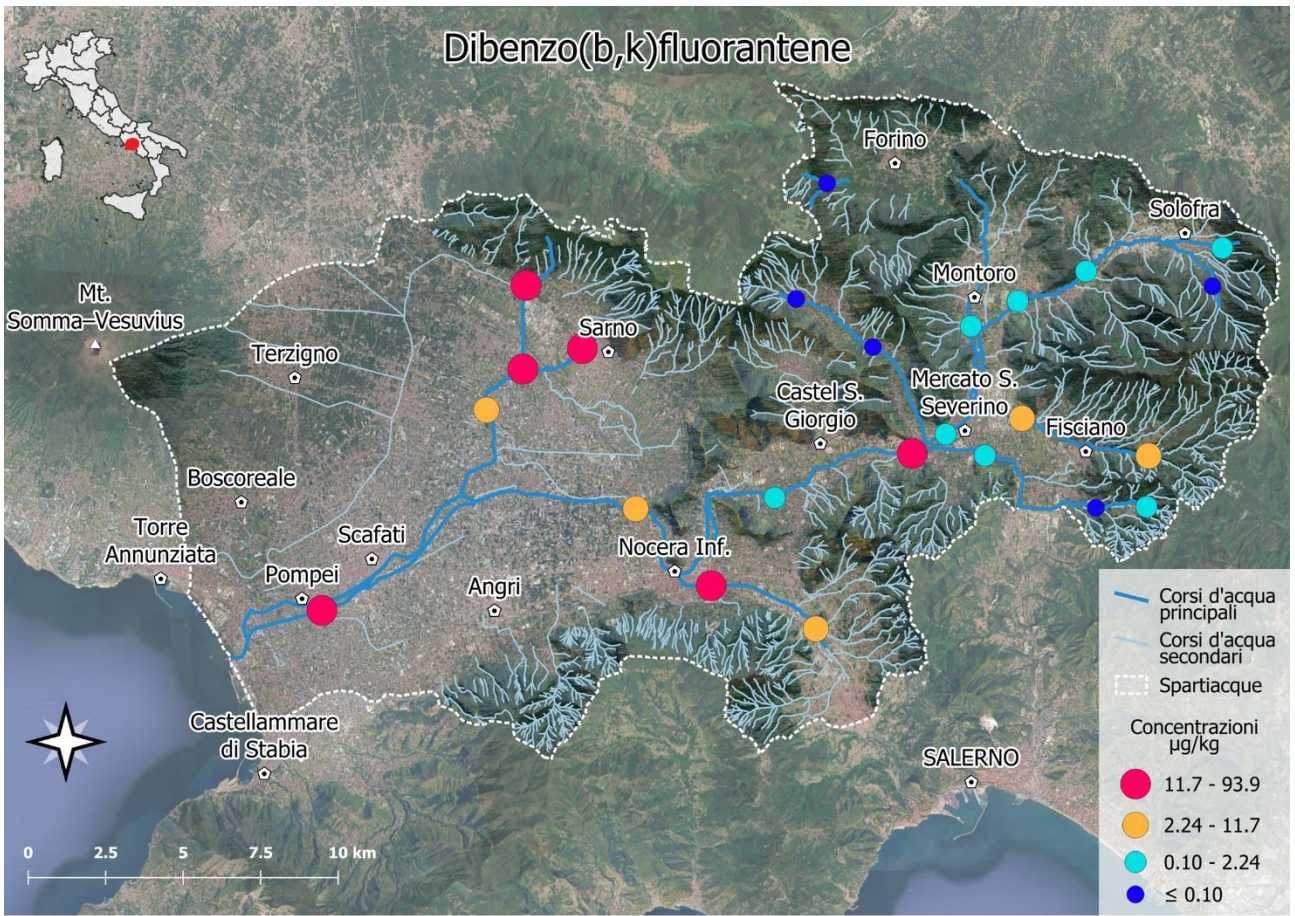 Dibenzo(b,k)fluorantene
Forino
Solofra
Montoro
Mt.
Somma–Vesuvius
Sarno
Terzigno
Castel S.
Giorgio
Mercato S.
Severino
Fisciano
Boscoreale
Torre
Annunziata
Scafati
Nocera Inf.
Pompei
Angri
Castellammare
di Stabia
SALERNO
Corsi d'acqua
principali
Corsi d'acqua
secondari
Spartiacque
Concentrazioni
µg/kg
11.7 - 93.9
2.24 - 11.7
0.10 - 2.24
≤ 0.10
0 2.5 5 7.5 10 km